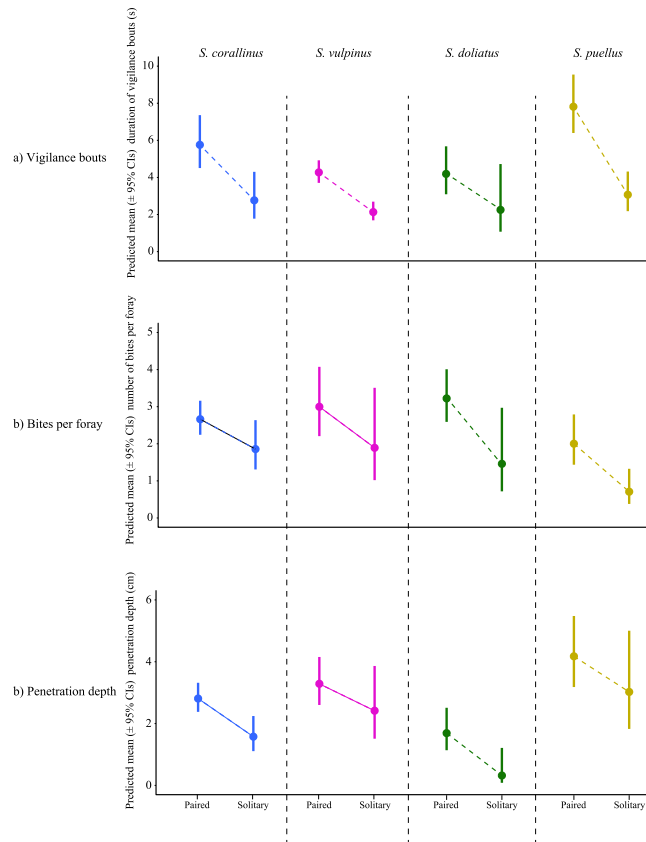 S. corallinus S. vulpinus S. doliatus S. puellus
a) Vigilance bouts
Predicted mean (± 95% CIs) duration of vigilance bouts (s)
10
8
6
4
2
0
b) Bites per foray
Predicted mean (± 95% CIs) number of bites per foray
5
4
3
2
1
0
b) Penetration depth
Predicted mean (± 95% CIs) penetration depth (cm)
6
4
2
0
Paired Solitary Paired Solitary Paired Solitary Paired Solitary